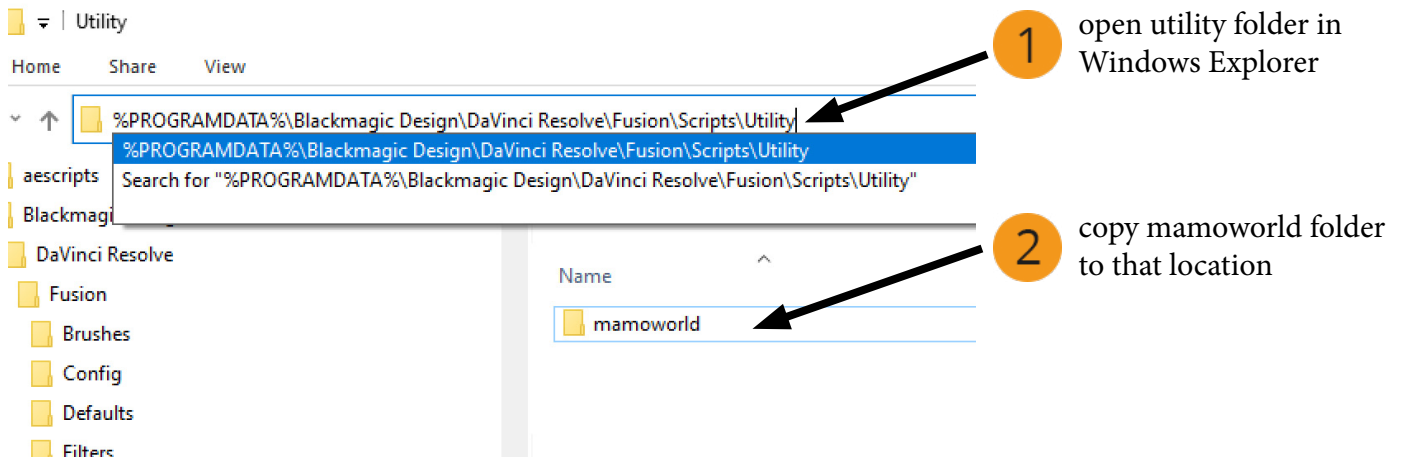 Utility
Home Share View
%PROGRAMDATA%\Blackmagic Design\DaVinci Resolve\Fusion\Scripts\Utility
%PROGRAMDATA%\Blackmagic Design\DaVinci Resolve\Fusion\Scripts\Utility
Search for "%PROGRAMDATA%\Blackmagic Design\DaVinci Resolve\Fusion\Scripts\Utility"
aescripts
Blackmagi
DaVinci Resolve
Fusion
Brushes
Config
Defaults
Filters
Name
mamoworld
1
open utility folder in
Windows Explorer
2
copy mamoworld folder
to that location